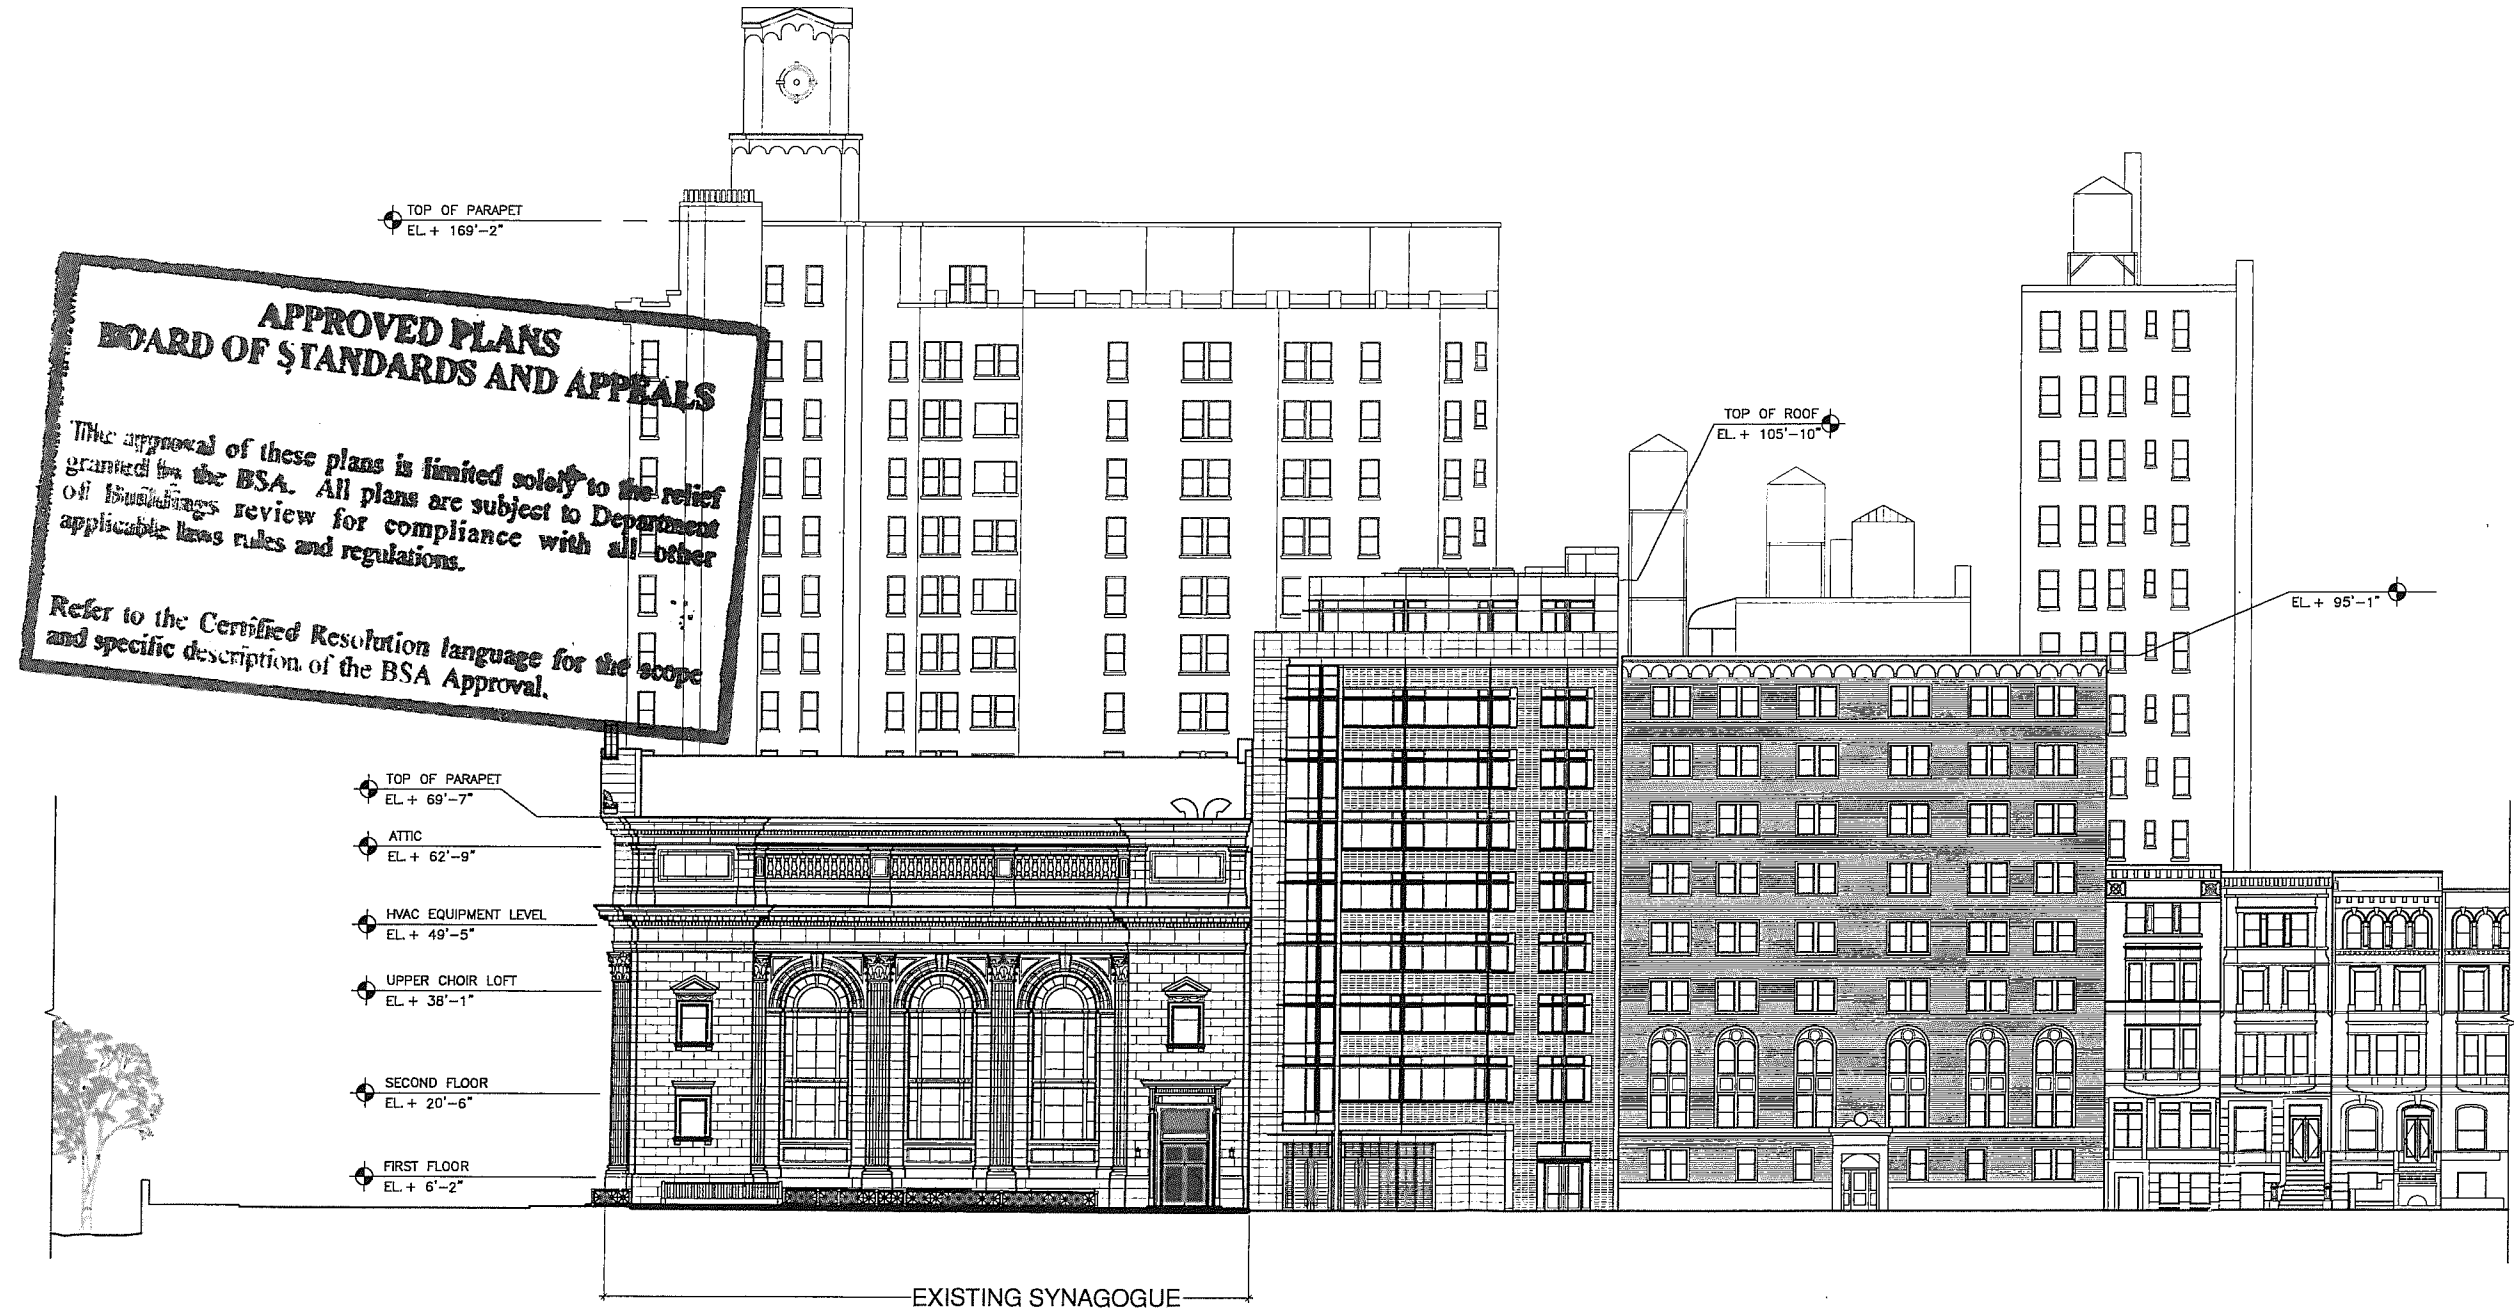 TOP OF PARAPET
EL. + 169'-2"
APPROVED PLANS
BOARD OF STANDARDS AND APPEALS
The approval of these plans is limited solely to the relief
granted by the BSA. All plans are subject to Department
of Buildings review for compliance with all other
applicable laws rules and regulations.
Refer to the Certified Resolution language for the scope
and specific description of the BSA Approval.
TOP OF ROOF
EL. + 105'-10"
EL. + 95'-1"
TOP OF PARAPET
EL. + 69'-7"
ATTIC
EL. + 62'-9"
HVAC EQUIPMENT LEVEL
EL. + 49'-5"
UPPER CHOIR LOFT
EL. + 38'-1"
SECOND FLOOR
EL. + 20'-6"
FIRST FLOOR
EL. + 6'-2"
EXISTING SYNAGOGUE